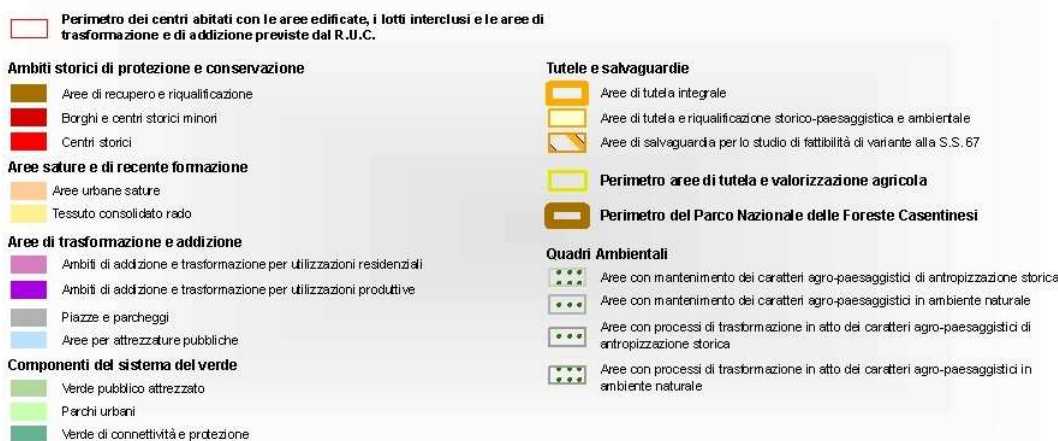 Perimetro dei centri abitati con le aree edificate, i lotti interclusi e le aree di
trasformazione e di addizione previste dal R.U.C.
Ambiti storici di protezione e conservazione
Aree di recupero e riqualificazione
Borghi e centri storici minori
Centri storici
Aree sature e di recente formazione
Aree urbane sature
Tessuto consolidato rado
Aree di trasformazione e addizione
Ambiti di addizione e trasformazione per utilizzazioni residenziali
Ambiti di addizione e trasformazione per utilizzazioni produttive
Piazze e parcheggi
Aree per attrezzature pubbliche
Componenti del sistema del verde
Verde pubblico attrezzato
Parchi urbani
Verde di connettività e protezione
Tutele e salvaguardie
Aree di tutela integrale
Aree di tutela e riqualificazione storico-paesaggistica e ambientale
Aree di salvaguardia per lo studio di fattibilità di variante alla S.S. 67
Perimetro aree di tutela e valorizzazione agricola
Perimetro del Parco Nazionale delle Foreste Casentinesi
Quadri Ambientali
Aree con mantenimento dei caratteri agro-paesaggistici di antropizzazione storica
Aree con mantenimento dei caratteri agro-paesaggistici in ambiente naturale
Aree con processi di trasformazione in atto dei caratteri agro-paesaggistici di
antropizzazione storica
Aree con processi di trasformazione in atto dei caratteri agro-paesaggistici in
ambiente naturale